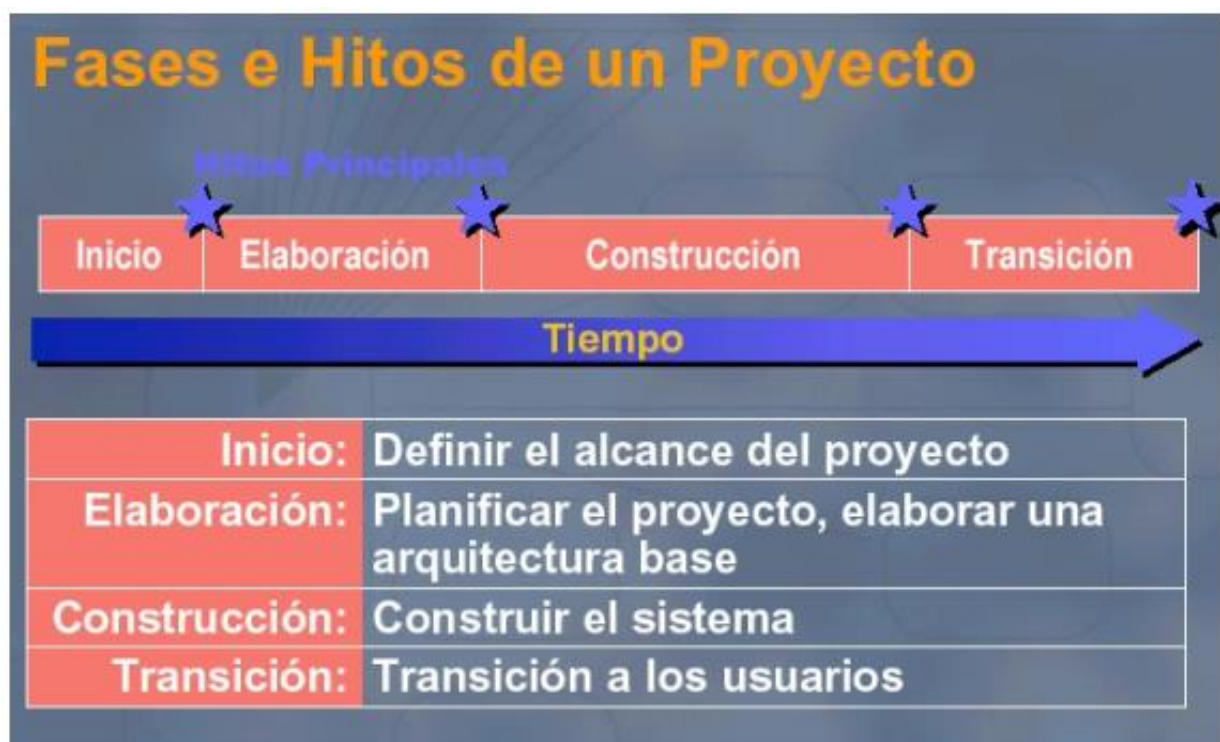 Fases e Hitos de un Proyecto
Hitos Principales
Inicio
Elaboración
Construcción
Transición
Tiempo
Inicio: Definir el alcance del proyecto
Elaboración: Planificar el proyecto, elaborar una
arquitectura base
Construcción: Construir el sistema
Transición: Transición a los usuarios